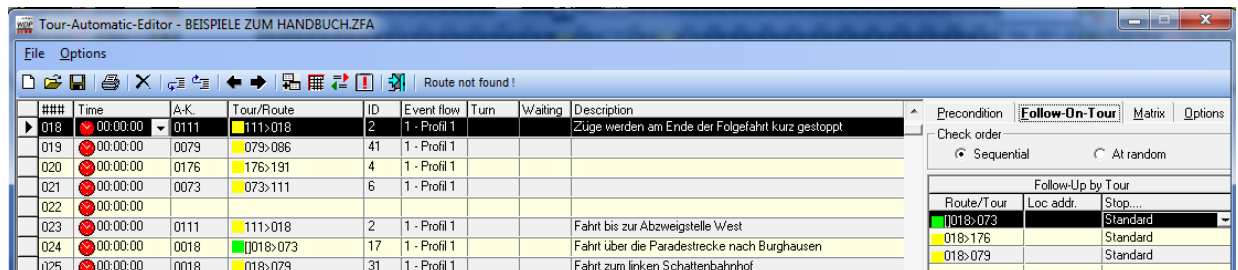 Tour-Automatic-Editor - BEISPIELE ZUM HANDBUCH.ZFA
File Options
Route not found !
### Time A-K. Tour/Route ID Event flow Turn Waiting Description
018 00:00:00 0111 111>018 2 1 - Profil 1 Züge werden am Ende der Folgefahrt kurz gestoppt
019 00:00:00 0079 079>086 41 1 - Profil 1
020 00:00:00 0176 176>191 4 1 - Profil 1
021 00:00:00 0073 073>111 6 1 - Profil 1
022 00:00:00
023 00:00:00 0111 111>018 2 1 - Profil 1 Fahrt bis zur Abzweigstelle West
024 00:00:00 0018 []018>073 17 1 - Profil 1 Fahrt über die Paradestrecke nach Burghausen
025 00:00:00 0018 018>079 31 1 - Profil 1 Fahrt zum linken Schattenbahnhof
Precondition Follow-On-Tour Matrix Options
Check order
Sequential At random
Follow-Up by Tour
Route/Tour Loc addr. Stop....
[]018>073 Standard
018>176 Standard
018>079 Standard